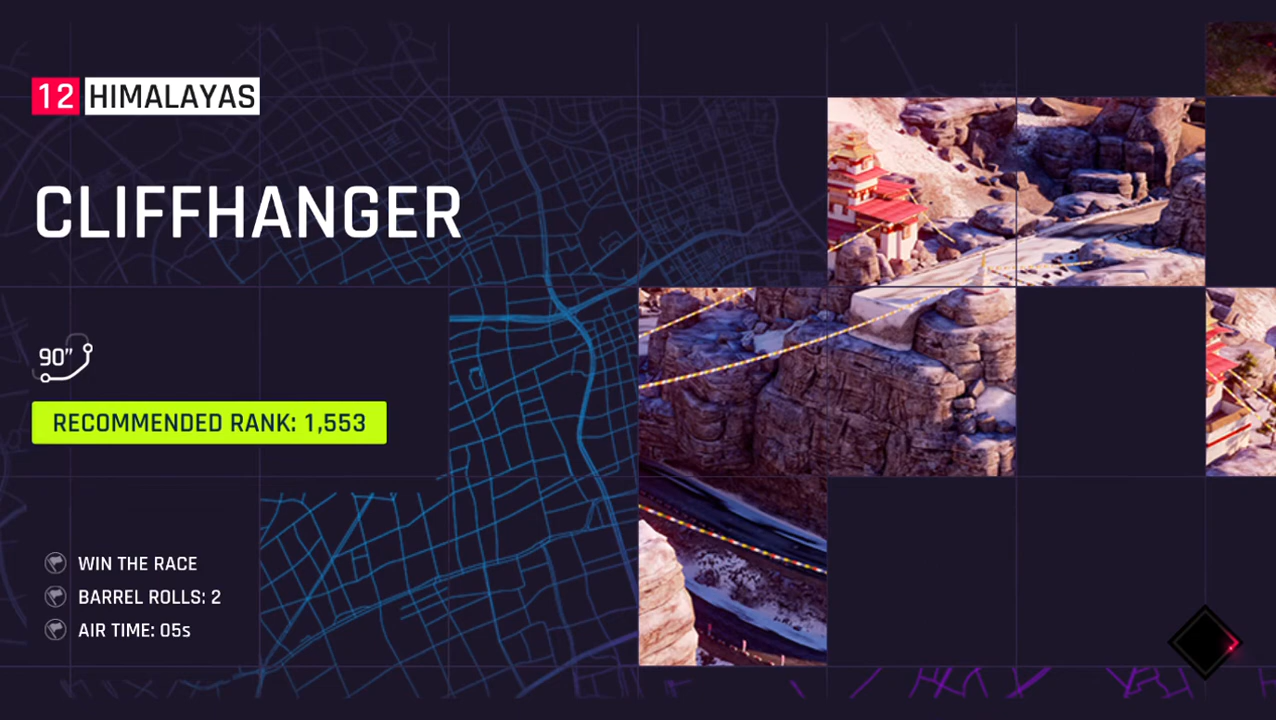 12 HIMALAYAS
CLIFFHANGER
90”
RECOMMENDED RANK: 1,553
WIN THE RACE
BARREL ROLLS: 2
AIR TIME: 05s